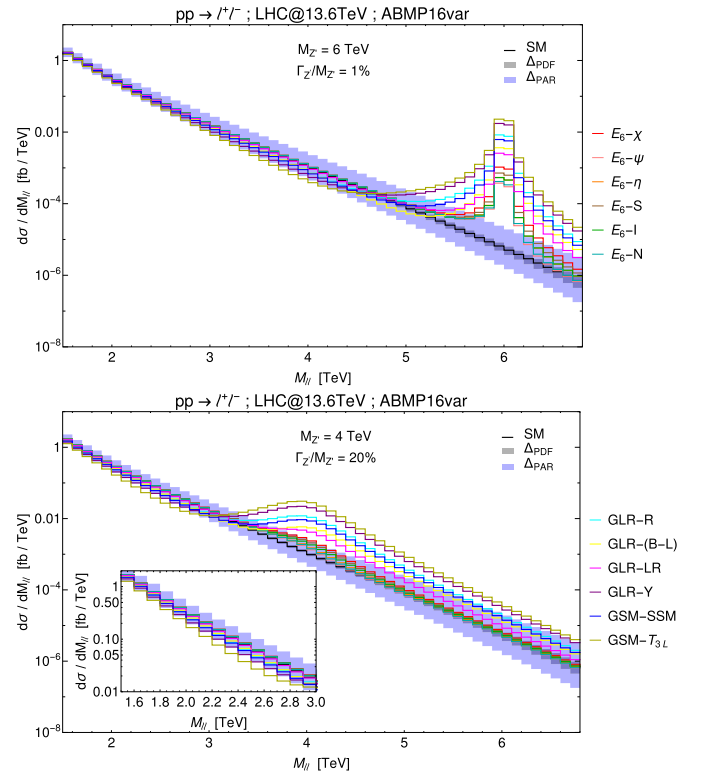 pp → l⁺l⁻ ; LHC@13.6TeV ; ABMP16var
M_Z' = 6 TeV
Γ_Z'/M_Z' = 1%
SM
Δ_PDF
Δ_PAR
dσ / dM_ll [fb / TeV]
1
0.01
10⁻⁴
10⁻⁶
10⁻⁸
2 3 4 5 6
M_ll [TeV]
E₆-χ
E₆-ψ
E₆-η
E₆-S
E₆-I
E₆-N
pp → l⁺l⁻ ; LHC@13.6TeV ; ABMP16var
M_Z' = 4 TeV
Γ_Z'/M_Z' = 20%
SM
Δ_PDF
Δ_PAR
dσ / dM_ll [fb / TeV]
1
0.01
10⁻⁴
10⁻⁶
10⁻⁸
2 3 4 5 6
M_ll [TeV]
dσ / dM_ll [fb / TeV]
1
0.50
0.10
0.05
0.01
1.6 1.8 2.0 2.2 2.4 2.6 2.8 3.0
M_ll [TeV]
GLR-R
GLR-(B-L)
GLR-LR
GLR-Y
GSM-SSM
GSM-T₃L